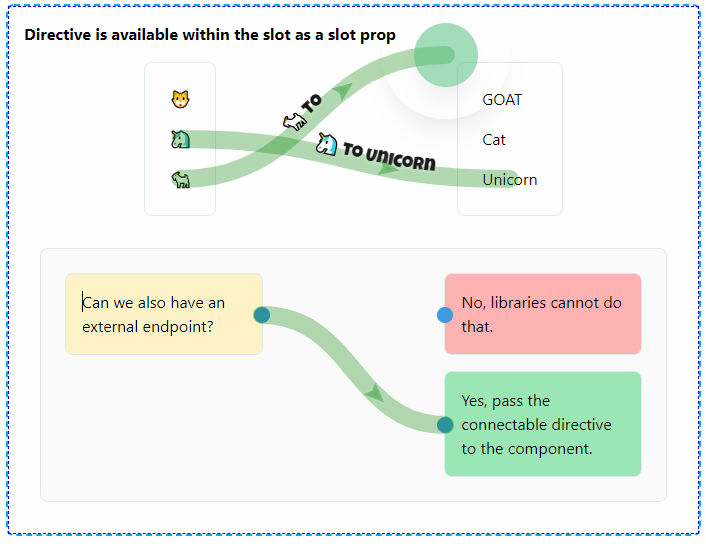 Directive is available within the slot as a slot prop
GOAT
TO
Cat
TO UNICORN
Unicorn
Can we also have an
external endpoint?
No, libraries cannot do
that.
Yes, pass the
connectable directive
to the component.